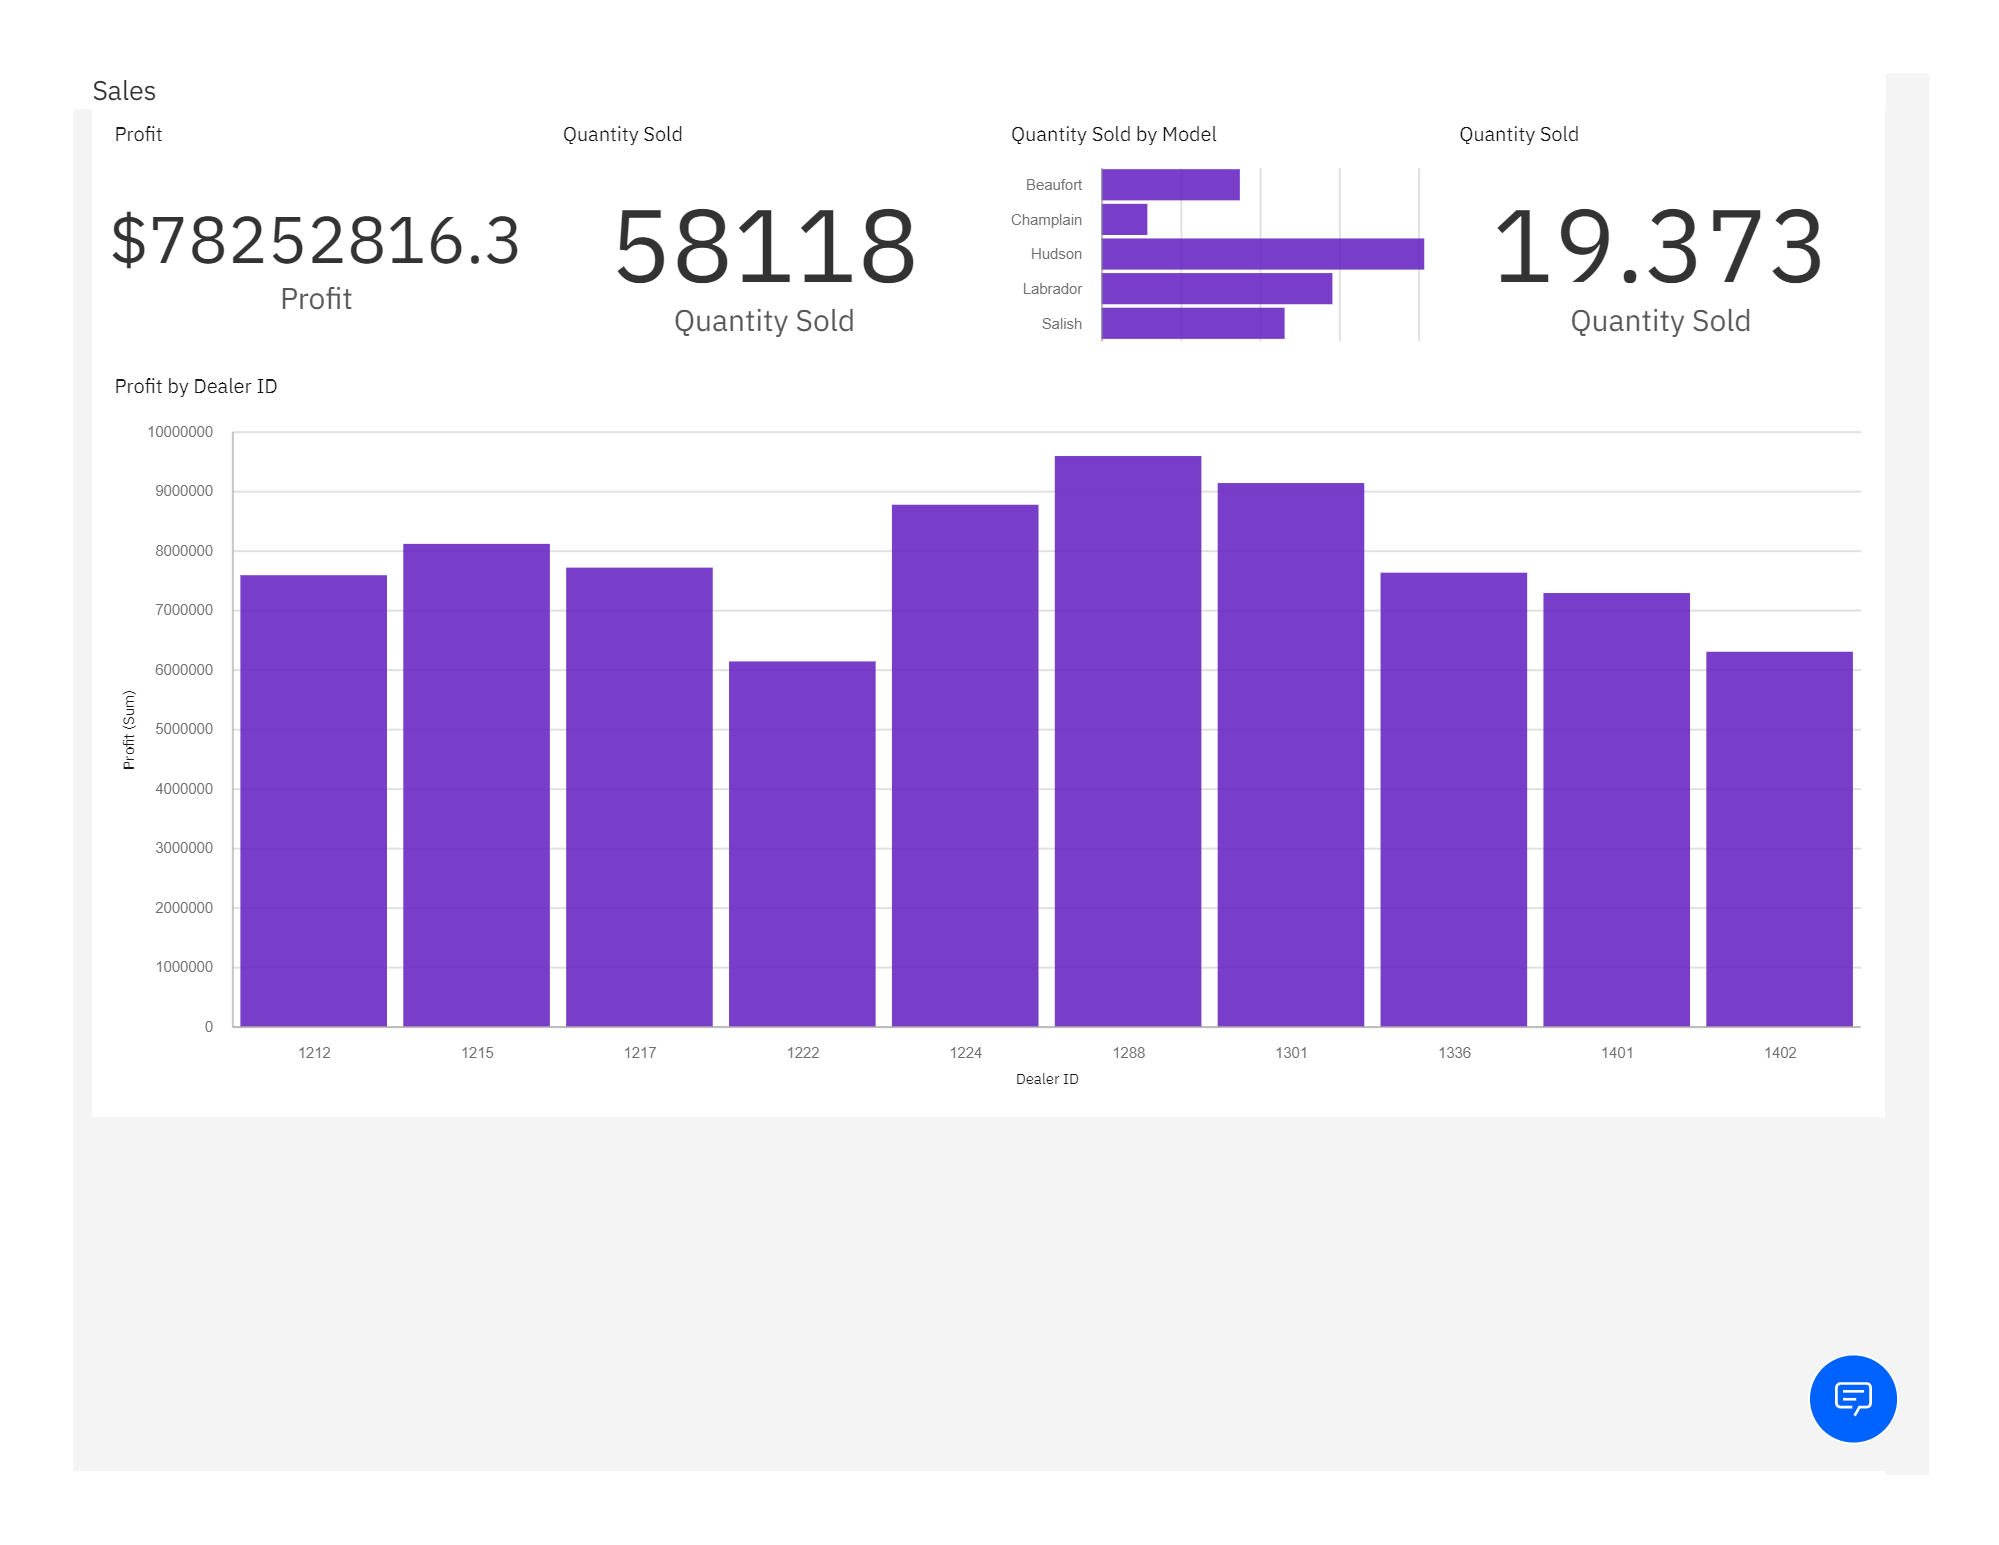 Sales
Profit
$78252816.3
Profit
Quantity Sold
58118
Quantity Sold
Quantity Sold by Model
Beaufort
Champlain
Hudson
Labrador
Salish
Quantity Sold
19.373
Quantity Sold
Profit by Dealer ID
Profit (Sum)
10000000
9000000
8000000
7000000
6000000
5000000
4000000
3000000
2000000
1000000
0
1212 1215 1217 1222 1224 1288 1301 1336 1401 1402
Dealer ID